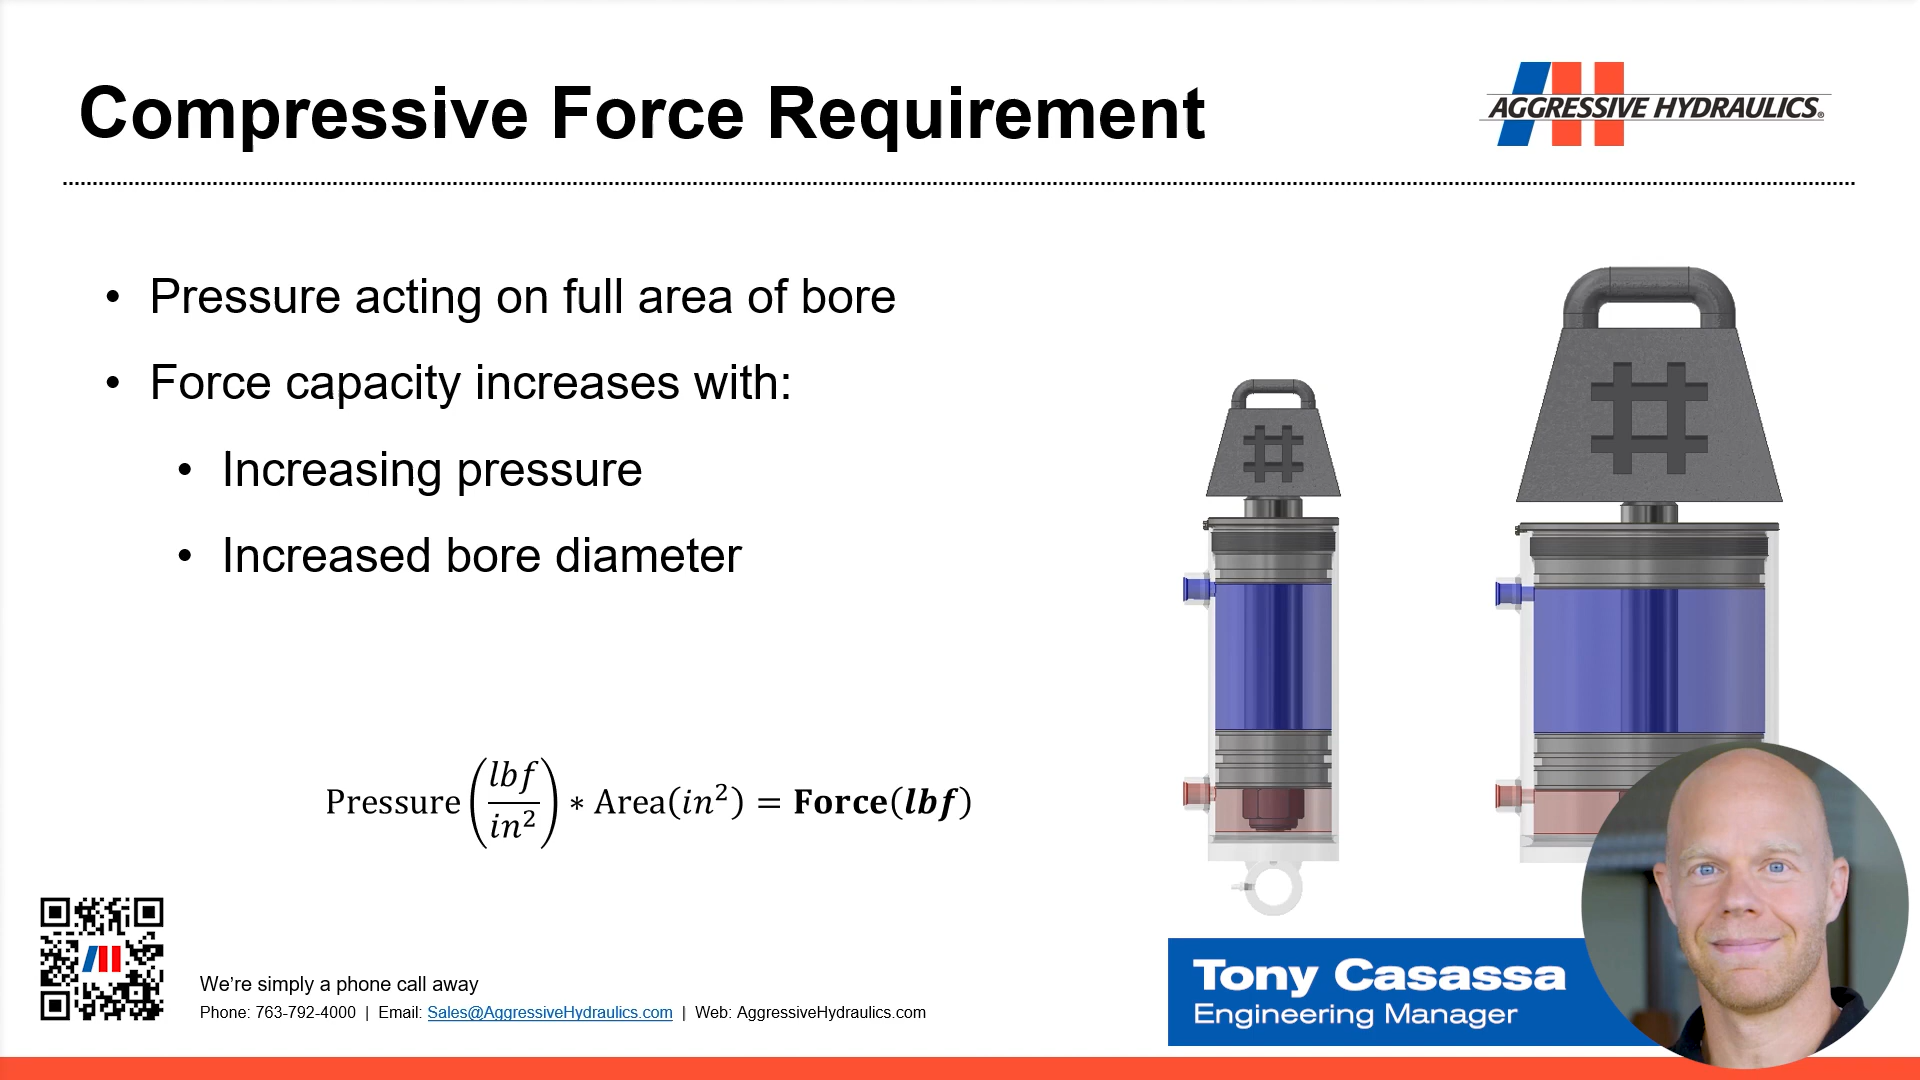 Compressive Force Requirement
AGGRESSIVE HYDRAULICS®
• Pressure acting on full area of bore
• Force capacity increases with:
• Increasing pressure
• Increased bore diameter
#
#
Pressure (lbf/in²) * Area(in²) = Force(lbf)
We’re simply a phone call away
Phone: 763-792-4000 | Email: Sales@AggressiveHydraulics.com | Web: AggressiveHydraulics.com
Tony Casassa
Engineering Manager